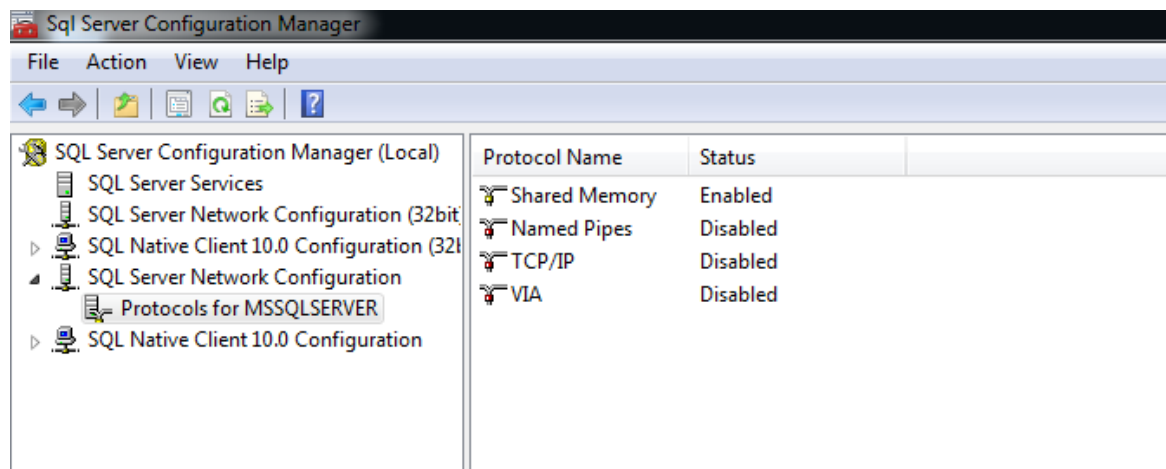 Sql Server Configuration Manager
File Action View Help
SQL Server Configuration Manager (Local)
SQL Server Services
SQL Server Network Configuration (32bit
SQL Native Client 10.0 Configuration (32b
SQL Server Network Configuration
Protocols for MSSQLSERVER
SQL Native Client 10.0 Configuration
Protocol Name Status
Shared Memory Enabled
Named Pipes Disabled
TCP/IP Disabled
VIA Disabled